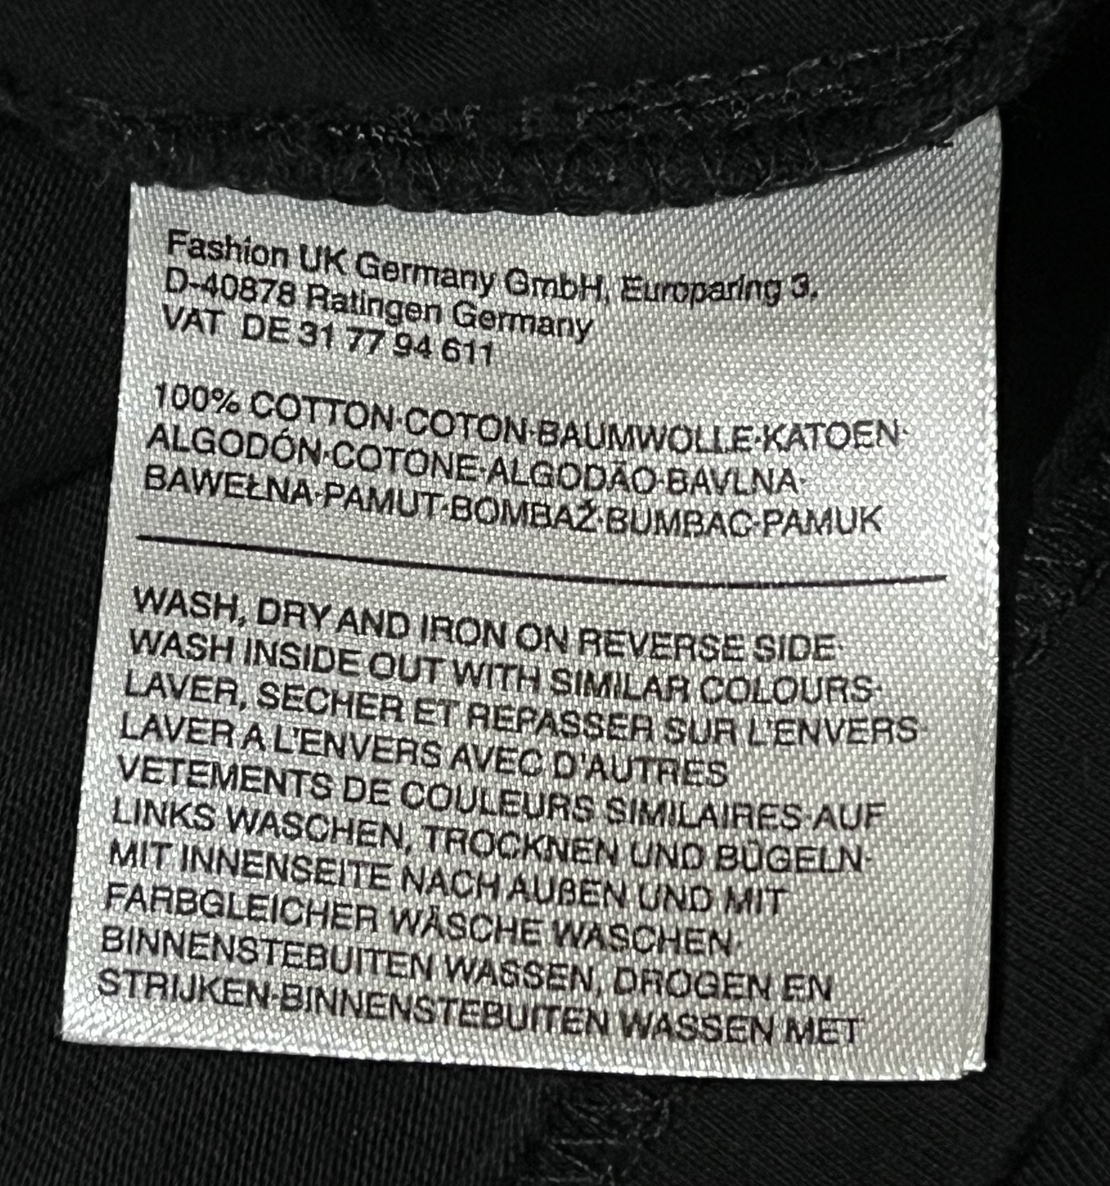 Fashion UK Germany GmbH, Europaring 3,
D-40878 Ratingen Germany
VAT DE 31 77 94 611
100% COTTON·COTON·BAUMWOLLE·KATOEN·
ALGODÓN·COTONE·ALGODÃO·BAVLNA·
BAWEŁNA·PAMUT·BOMBAŽ·BUMBAC·PAMUK
WASH, DRY AND IRON ON REVERSE SIDE·
WASH INSIDE OUT WITH SIMILAR COLOURS·
LAVER, SECHER ET REPASSER SUR L'ENVERS·
LAVER A L'ENVERS AVEC D'AUTRES
VETEMENTS DE COULEURS SIMILAIRES·AUF
LINKS WASCHEN, TROCKNEN UND BÜGELN·
MIT INNENSEITE NACH AUßEN UND MIT
FARBGLEICHER WÄSCHE WASCHEN·
BINNENSTEBUITEN WASSEN, DROGEN EN
STRIJKEN·BINNENSTEBUITEN WASSEN MET